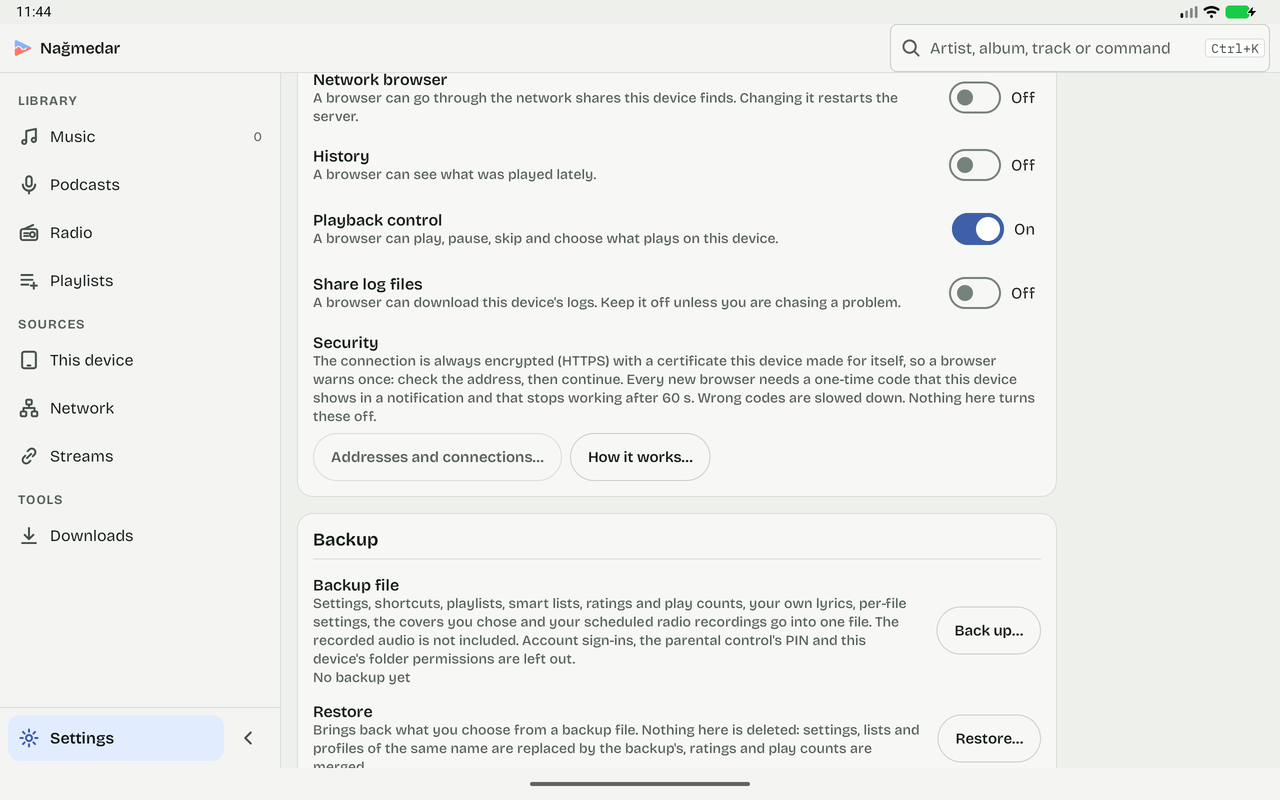 11:44
Nağmedar
Artist, album, track or command
Ctrl+K
LIBRARY
Music
0
Podcasts
Radio
Playlists
SOURCES
This device
Network
Streams
TOOLS
Downloads
Settings
Network browser
A browser can go through the network shares this device finds. Changing it restarts the
server.
Off
History
A browser can see what was played lately.
Off
Playback control
A browser can play, pause, skip and choose what plays on this device.
On
Share log files
A browser can download this device's logs. Keep it off unless you are chasing a problem.
Off
Security
The connection is always encrypted (HTTPS) with a certificate this device made for itself, so a browser
warns once: check the address, then continue. Every new browser needs a one-time code that this device
shows in a notification and that stops working after 60 s. Wrong codes are slowed down. Nothing here turns
these off.
Addresses and connections...
How it works...
Backup
Backup file
Settings, shortcuts, playlists, smart lists, ratings and play counts, your own lyrics, per-file
settings, the covers you chose and your scheduled radio recordings go into one file. The
recorded audio is not included. Account sign-ins, the parental control's PIN and this
device's folder permissions are left out.
No backup yet
Back up...
Restore
Brings back what you choose from a backup file. Nothing here is deleted: settings, lists and
profiles of the same name are replaced by the backup's, ratings and play counts are
merged.
Restore...